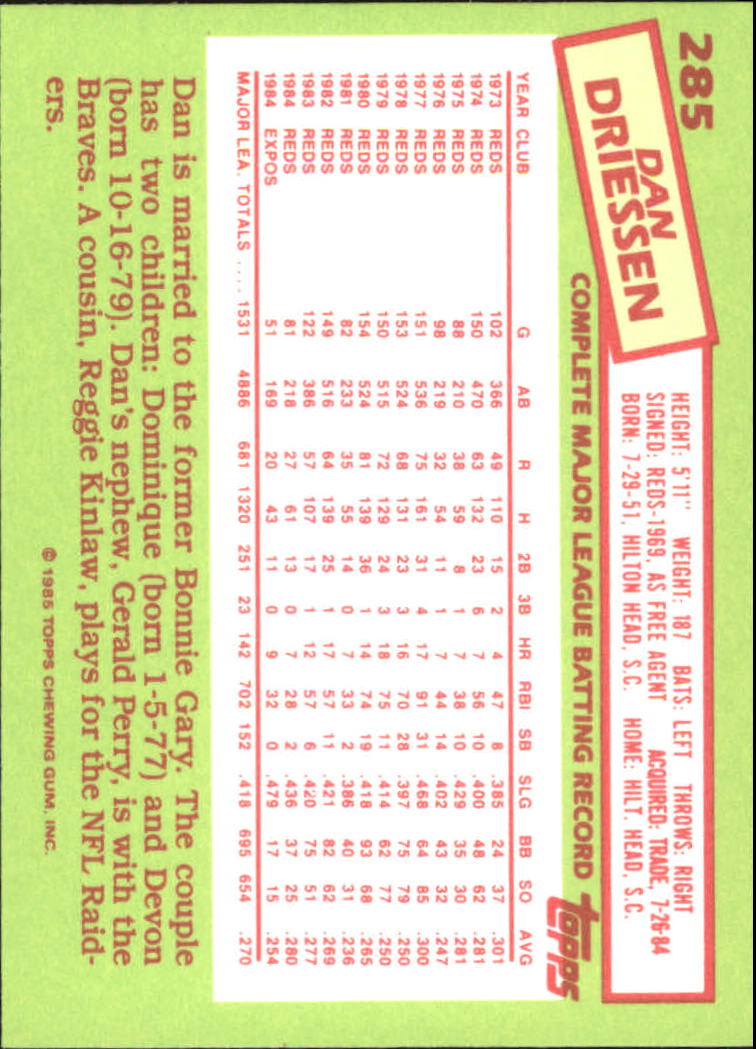 285
DAN
DRIESSEN
HEIGHT: 5'11" WEIGHT: 187 BATS: LEFT THROWS: RIGHT
SIGNED: REDS-1969, AS FREE AGENT ACQUIRED: TRADE, 7-26-84
BORN: 7-29-51, HILTON HEAD, S.C. HOME: HILT. HEAD, S.C.
COMPLETE MAJOR LEAGUE BATTING RECORD topps
YEAR CLUB G AB R H 2B 3B HR RBI SB SLG BB SO AVG
1973 REDS 102 366 49 110 15 2 4 47 8 .385 24 37 .301
1974 REDS 150 470 63 132 23 6 7 56 10 .400 48 62 .281
1975 REDS 88 210 38 59 8 1 7 38 10 .429 35 30 .281
1976 REDS 98 219 32 54 11 1 7 44 14 .402 43 32 .247
1977 REDS 151 536 75 161 31 4 17 91 31 .468 64 85 .300
1978 REDS 153 524 68 131 23 3 16 70 28 .397 75 79 .250
1979 REDS 150 515 72 129 24 3 18 75 11 .414 62 77 .250
1980 REDS 154 524 81 139 36 1 14 74 19 .418 93 68 .265
1981 REDS 82 233 35 55 14 0 7 33 2 .386 40 31 .236
1982 REDS 149 516 64 139 25 1 17 57 11 .421 82 62 .269
1983 REDS 122 386 57 107 17 1 12 57 6 .420 75 51 .277
1984 REDS 81 218 27 61 13 0 7 28 2 .436 37 25 .280
1984 EXPOS 51 169 20 43 11 0 9 32 0 .479 17 15 .254
MAJOR LEA. TOTALS .... 1531 4886 681 1320 251 23 142 702 152 .418 695 654 .270
Dan is married to the former Bonnie Gary. The couple
has two children: Dominique (born 1-5-77) and Devon
(born 10-16-79). Dan's nephew, Gerald Perry, is with the
Braves. A cousin, Reggie Kinlaw, plays for the NFL Raid-
ers.
© 1985 TOPPS CHEWING GUM, INC.